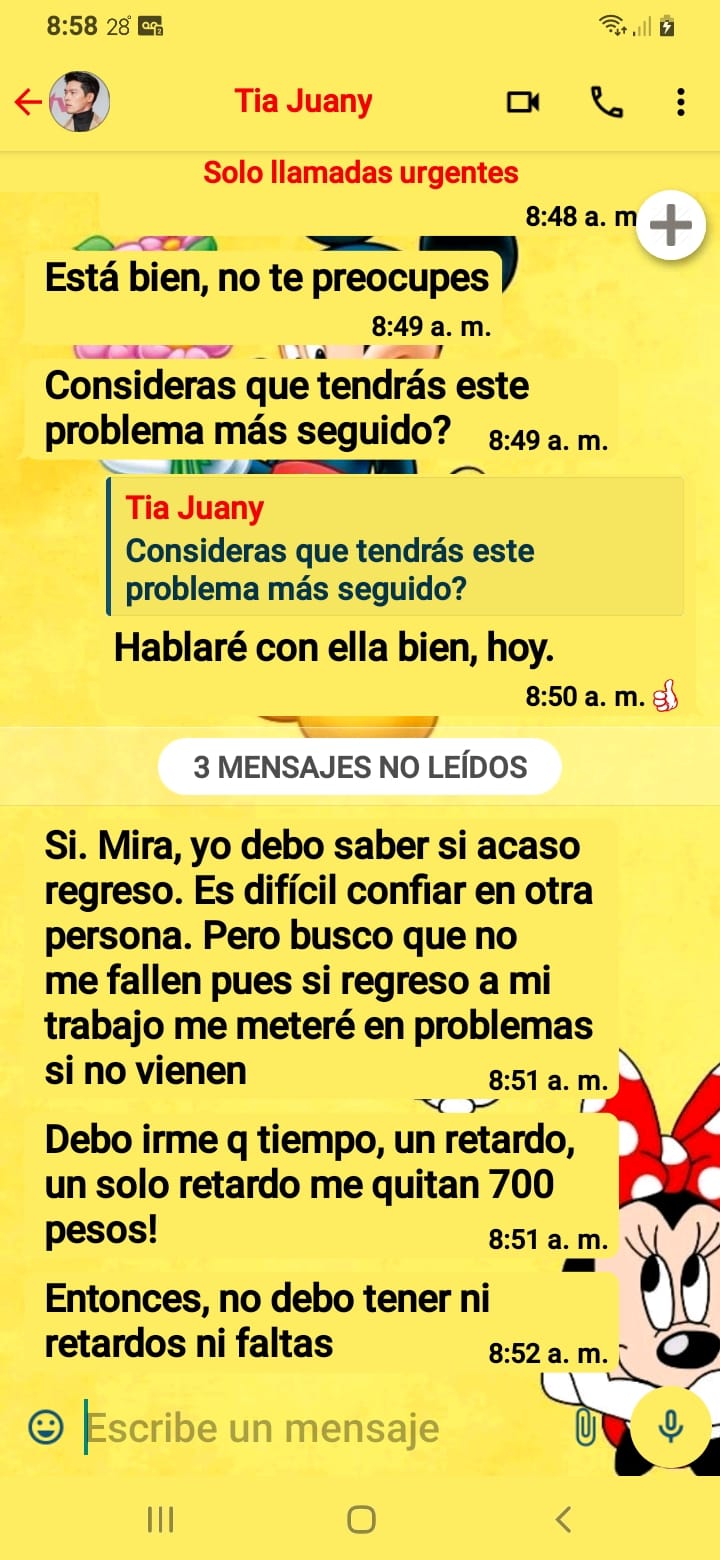 8:58 28°
Tia Juany
Solo llamadas urgentes
8:48 a. m
Está bien, no te preocupes
8:49 a. m.
Consideras que tendrás este
problema más seguido? 8:49 a. m.
Tia Juany
Consideras que tendrás este
problema más seguido?
Hablaré con ella bien, hoy.
8:50 a. m.
3 MENSAJES NO LEÍDOS
Si. Mira, yo debo saber si acaso
regreso. Es difícil confiar en otra
persona. Pero busco que no
me fallen pues si regreso a mi
trabajo me meteré en problemas
si no vienen 8:51 a. m.
Debo irme q tiempo, un retardo,
un solo retardo me quitan 700
pesos! 8:51 a. m.
Entonces, no debo tener ni
retardos ni faltas 8:52 a. m.
Escribe un mensaje